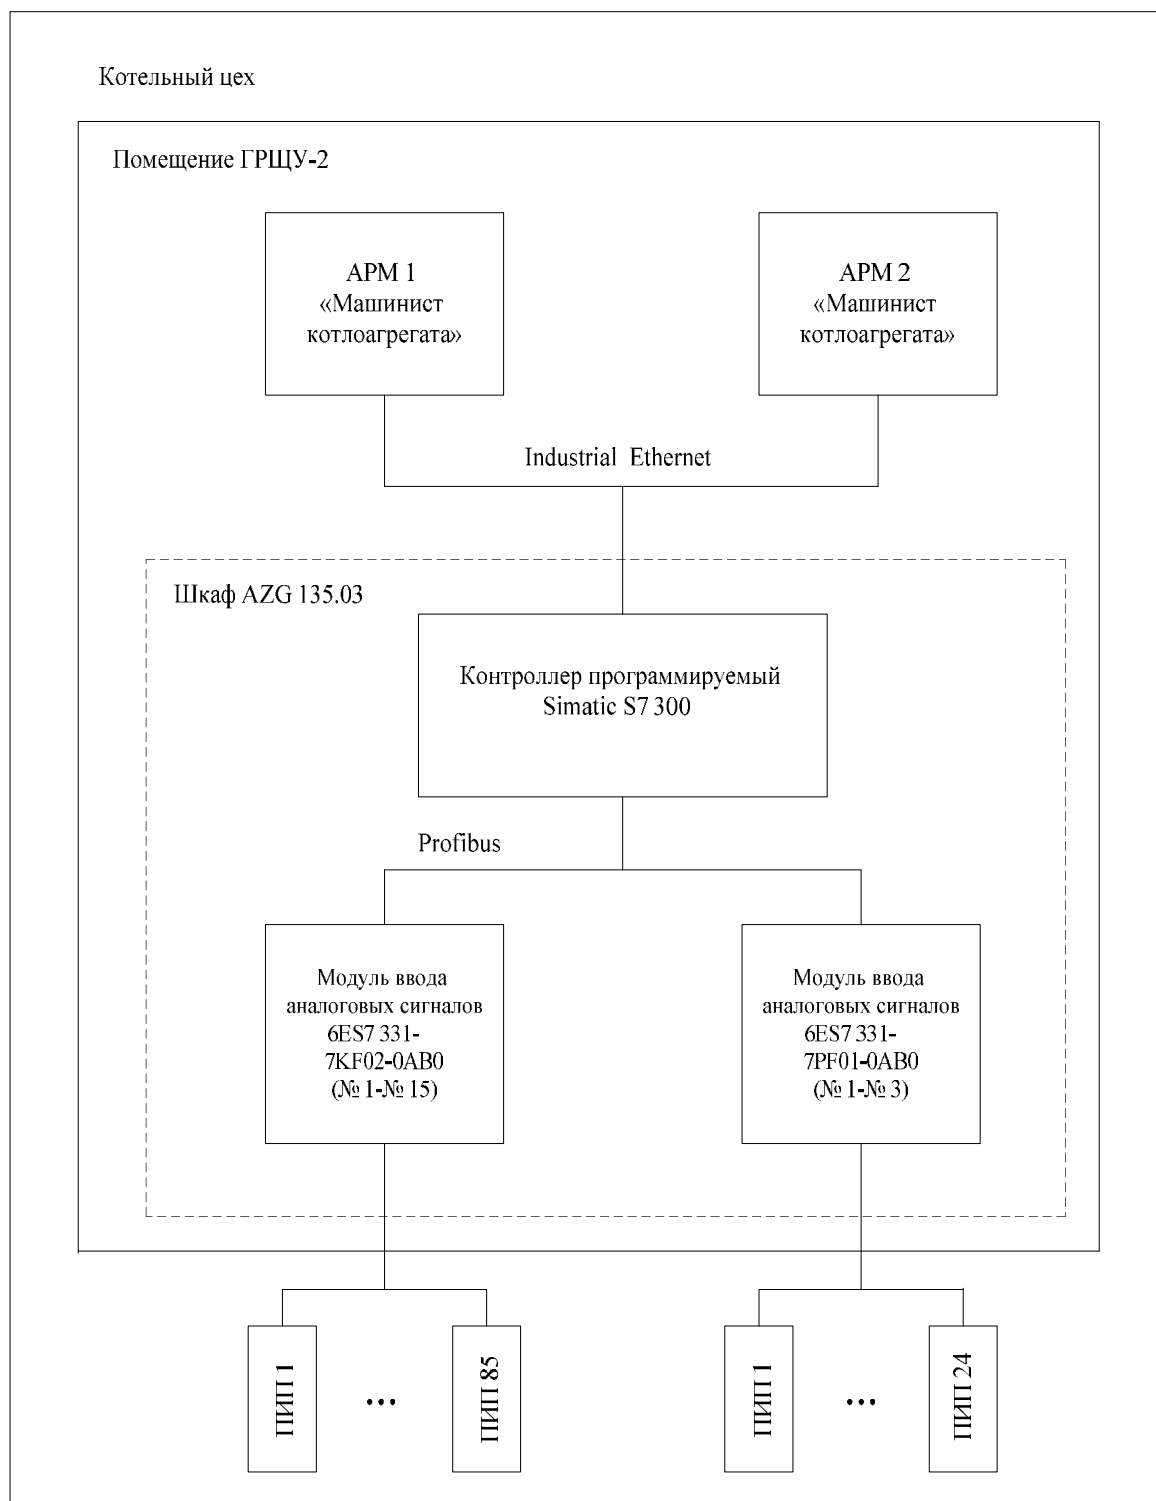 Котельный цех
Помещение ГРЩУ-2
АРМ 1
«Машинист
котлоагрегата»
АРМ 2
«Машинист
котлоагрегата»
Industrial Ethernet
Шкаф AZG 135.03
Контроллер программируемый
Simatic S7 300
Profibus
Модуль ввода
аналоговых сигналов
6ES7 331-
7KF02-0AB0
(№ 1-№ 15)
Модуль ввода
аналоговых сигналов
6ES7 331-
7PF01-0AB0
(№ 1-№ 3)
ПИП 1
...
ПИП 85
ПИП 1
...
ПИП 24